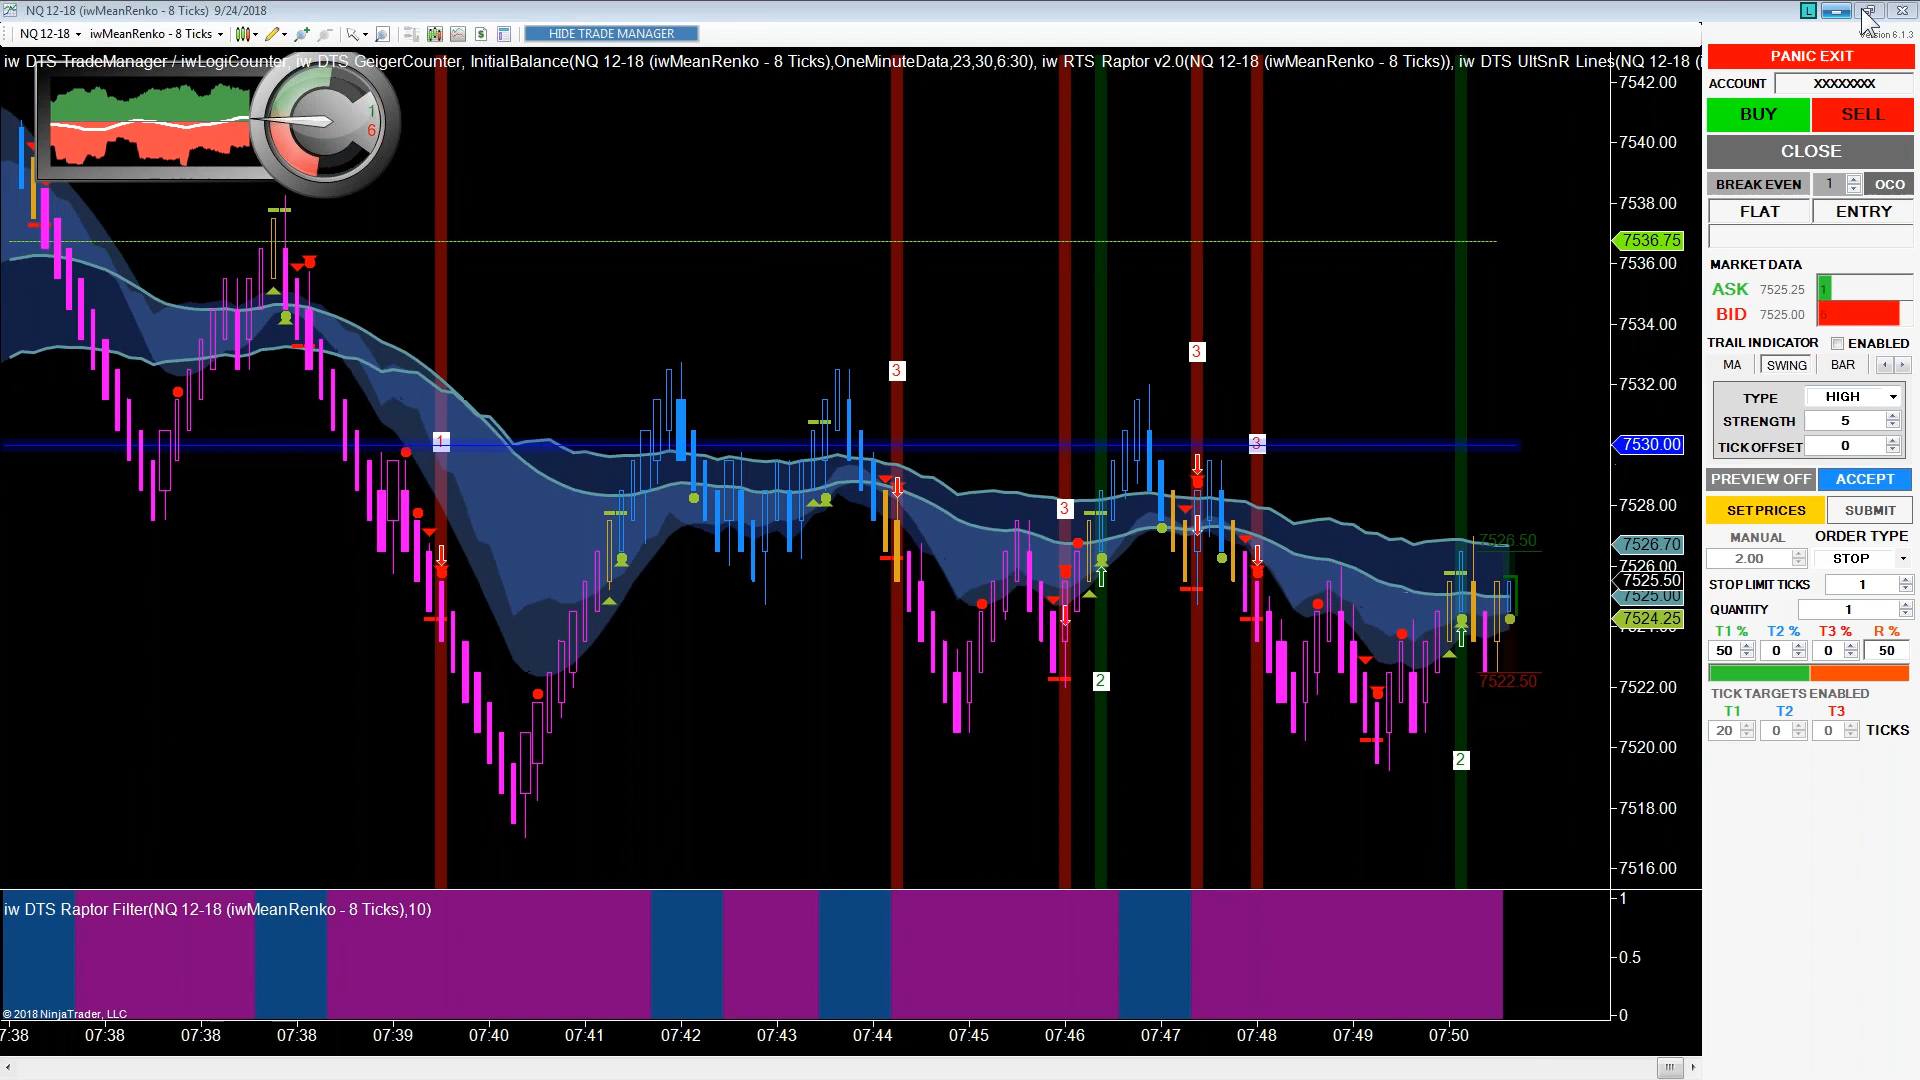 NQ 12-18 (iwMeanRenko - 8 Ticks) 9/24/2018
L
NQ 12-18 iwMeanRenko - 8 Ticks HIDE TRADE MANAGER
Version 6.1.3
iw DTS TradeManager / iwLogiCounter, iw DTS GeigerCounter, InitialBalance(NQ 12-18 (iwMeanRenko - 8 Ticks),OneMinuteData,23,30,6:30), iw RTS Raptor v2.0(NQ 12-18 (iwMeanRenko - 8 Ticks)), iw DTS UltSnR Lines(NQ 12-18 (i
1
6
7542.00
7540.00
7538.00
7536.75
7536.00
7534.00
7532.00
7530.00
7528.00
7526.70
7526.00
7525.50
7525.00
7524.25
7522.00
7520.00
7518.00
7516.00
1
3
3
3
3
2
2
7526.50
7522.50
iw DTS Raptor Filter(NQ 12-18 (iwMeanRenko - 8 Ticks),10)
1
0.5
0
© 2018 NinjaTrader, LLC
7:38 07:38 07:38 07:38 07:39 07:40 07:41 07:42 07:43 07:44 07:45 07:46 07:47 07:48 07:49 07:50
PANIC EXIT
ACCOUNT XXXXXXXX
BUY SELL
CLOSE
BREAK EVEN 1 OCO
FLAT ENTRY
MARKET DATA
ASK 7525.25 1
BID 7525.00 6
TRAIL INDICATOR ENABLED
MA SWING BAR
TYPE HIGH
STRENGTH 5
TICK OFFSET 0
PREVIEW OFF ACCEPT
SET PRICES SUBMIT
MANUAL ORDER TYPE
2.00 STOP
STOP LIMIT TICKS 1
QUANTITY 1
T1 % T2 % T3 % R %
50 0 0 50
TICK TARGETS ENABLED
T1 T2 T3
20 0 0 TICKS